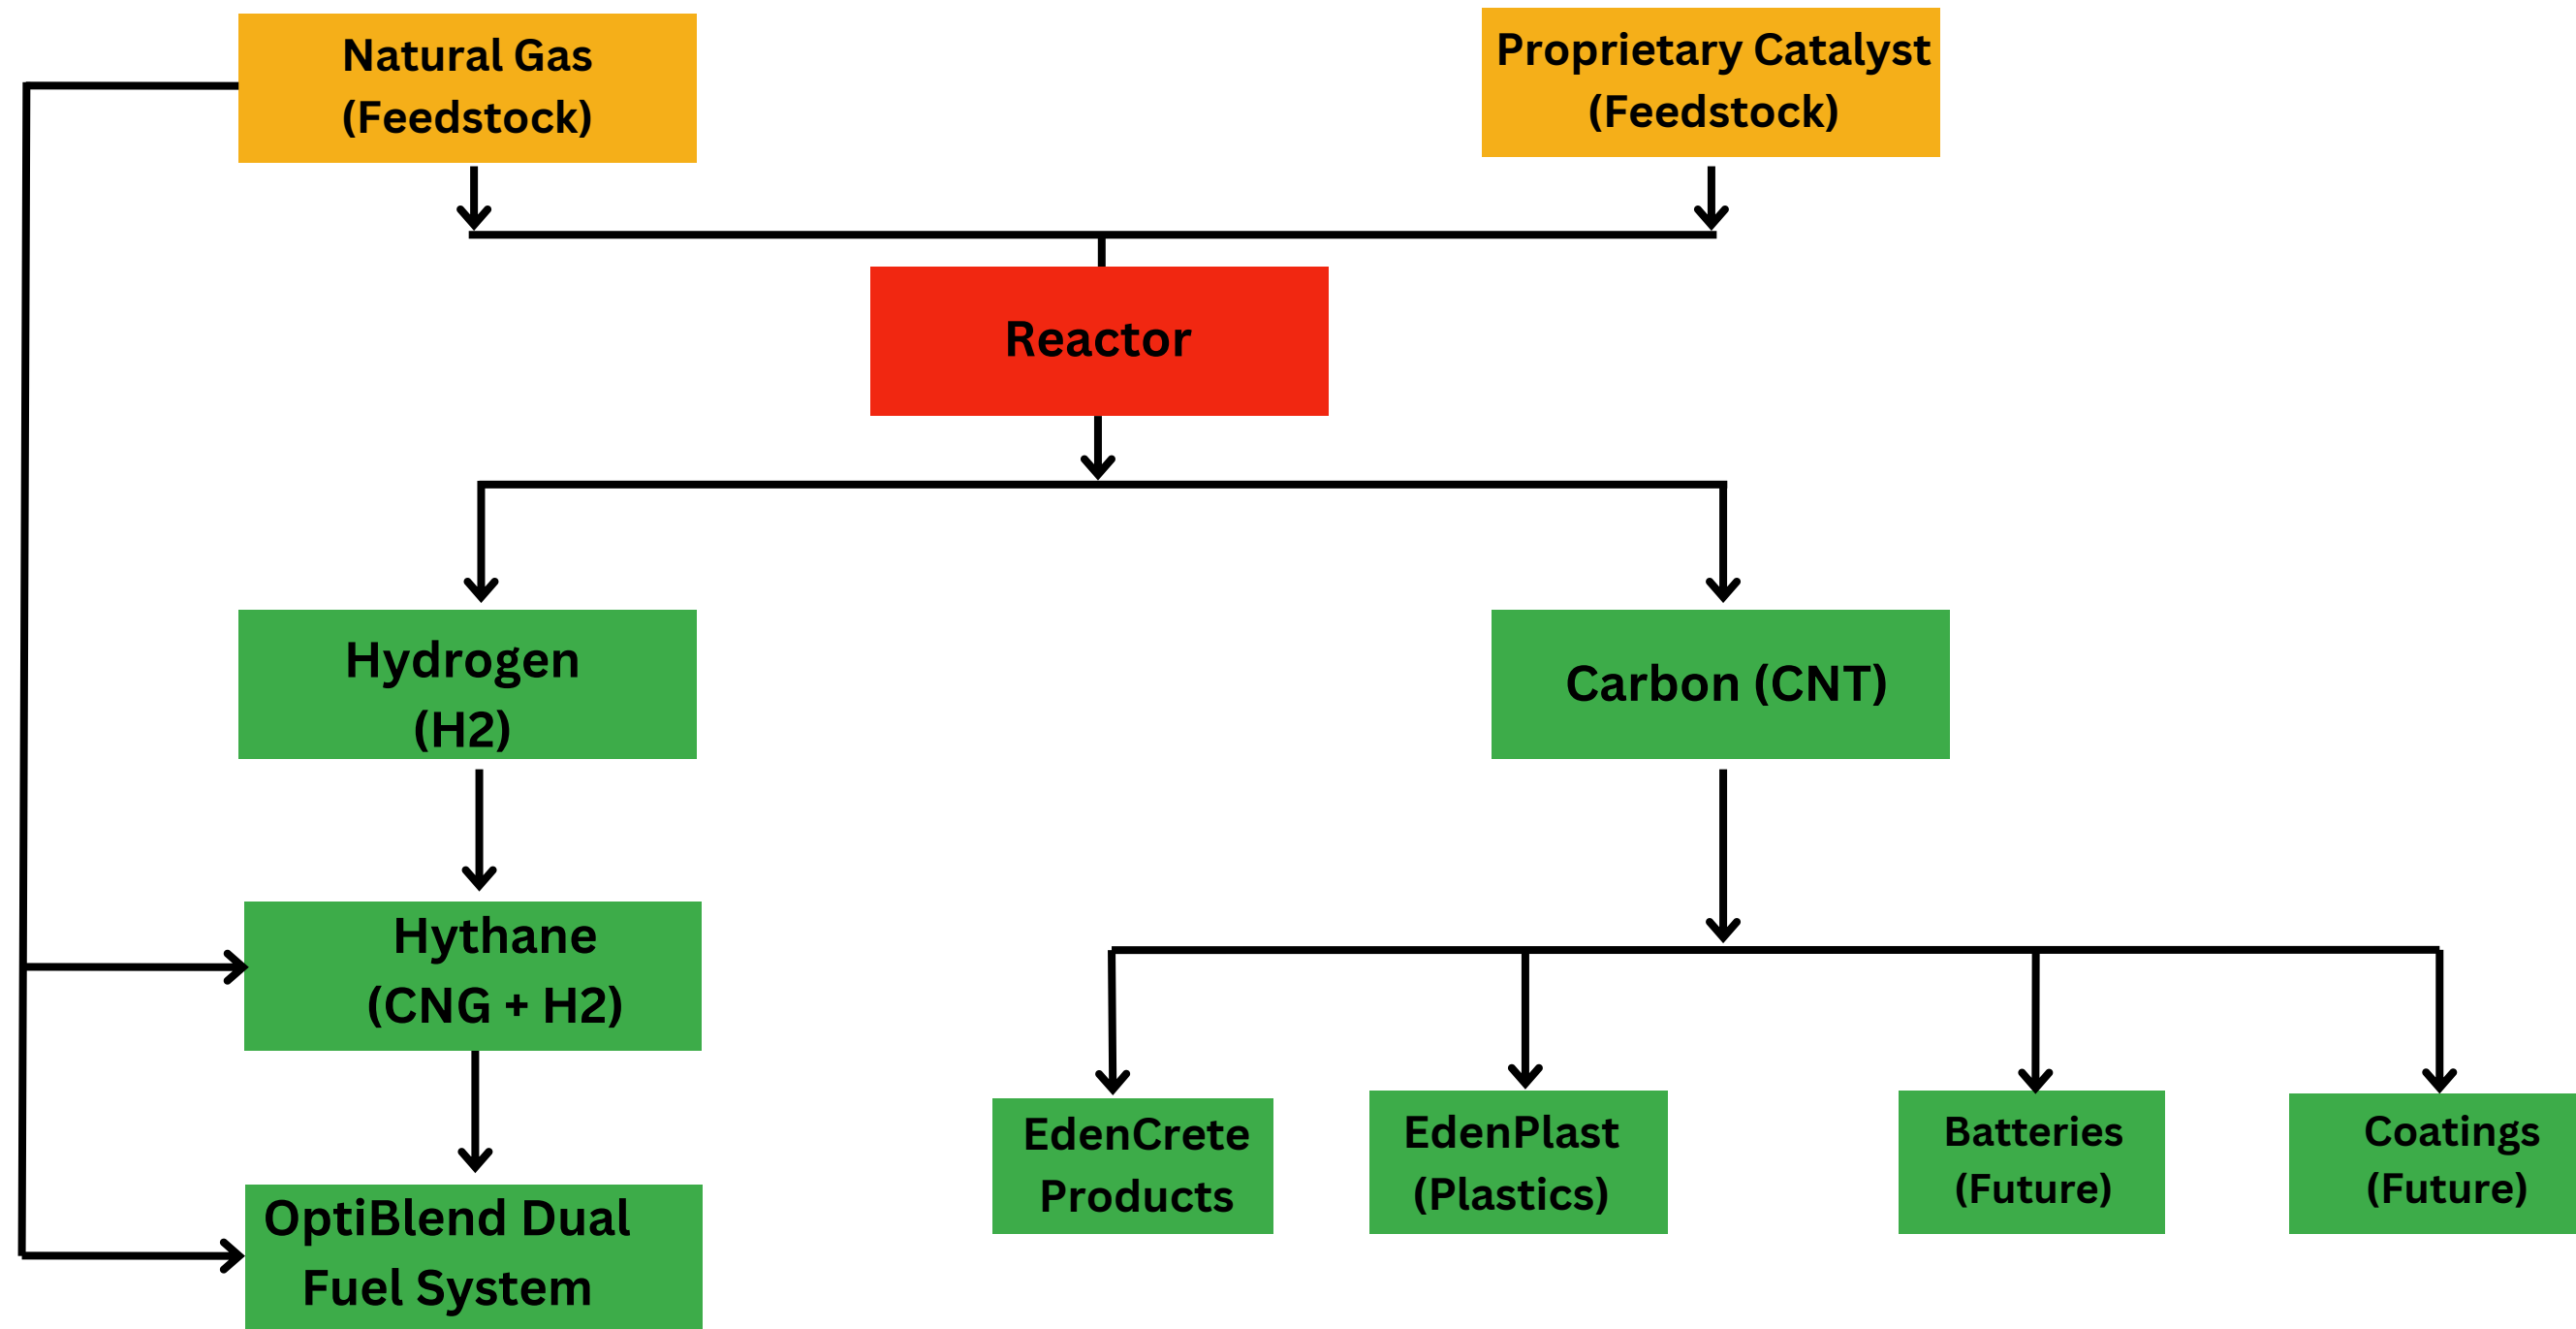 Natural Gas
(Feedstock)
Proprietary Catalyst
(Feedstock)
Reactor
Hydrogen
(H2)
Carbon (CNT)
Hythane
(CNG + H2)
EdenCrete
Products
EdenPlast
(Plastics)
Batteries
(Future)
Coatings
(Future)
OptiBlend Dual
Fuel System